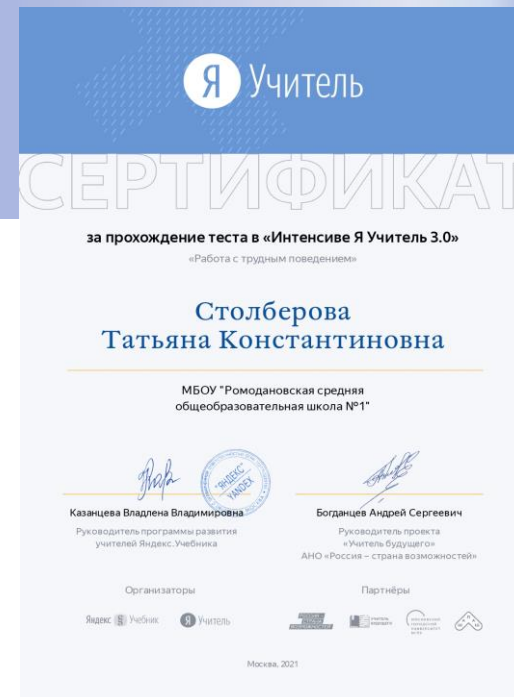 Я Учитель
СЕРТИФИКАТ
за прохождение теста в «Интенсиве Я Учитель 3.0»
«Работа с трудным поведением»
Столберова
Татьяна Константиновна
МБОУ "Ромодановская средняя
общеобразовательная школа №1"
"ЯНДЕКС"
YANDEX
Казанцева Владлена Владимировна
Руководитель программы развития
учителей Яндекс.Учебника
Богданцев Андрей Сергеевич
Руководитель проекта
«Учитель будущего»
АНО «Россия – страна возможностей»
Организаторы
Яндекс Учебник
Я Учитель
Партнёры
Москва, 2021